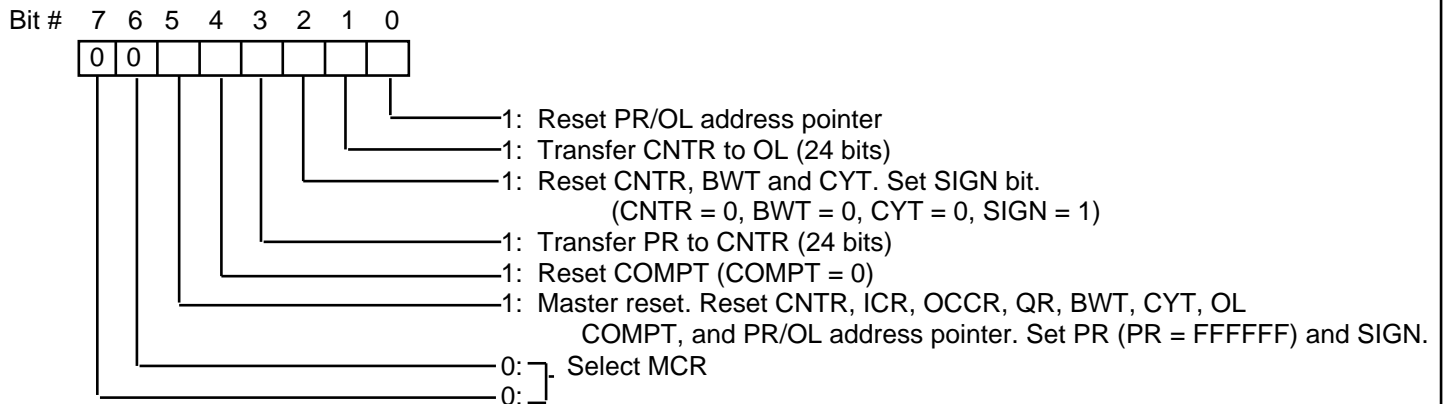 Bit # 7 6 5 4 3 2 1 0
0 0
1: Reset PR/OL address pointer
1: Transfer CNTR to OL (24 bits)
1: Reset CNTR, BWT and CYT. Set SIGN bit.
(CNTR = 0, BWT = 0, CYT = 0, SIGN = 1)
1: Transfer PR to CNTR (24 bits)
1: Reset COMPT (COMPT = 0)
1: Master reset. Reset CNTR, ICR, OCCR, QR, BWT, CYT, OL
COMPT, and PR/OL address pointer. Set PR (PR = FFFFFF) and SIGN.
0: Select MCR
0: